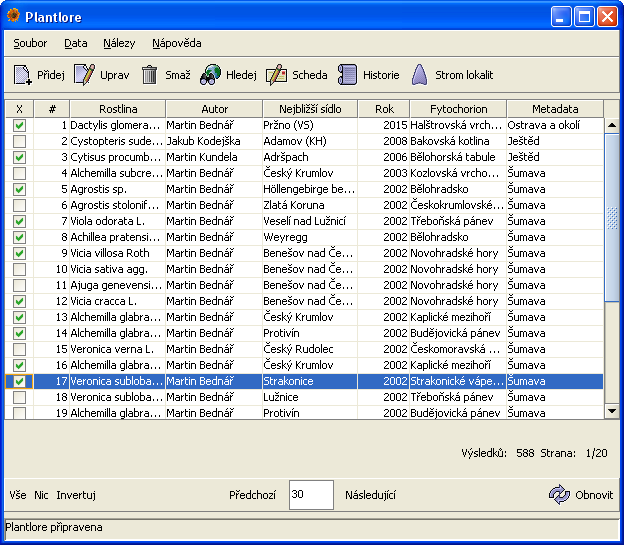 Plantlore
Soubor Data Nálezy Nápověda
Přidej Uprav Smaž Hledej Scheda Historie Strom lokalit
X # Rostlina Autor Nejbližší sídlo Rok Fytochorion Metadata
1 Dactylis glomera... Martin Bednář Pržno (VS) 2015 Halštrovská vrch... Ostrava a okolí
2 Cystopteris sude... Jakub Kodejška Adamov (KH) 2008 Bakovská kotlina Ještěd
3 Cytisus procumb... Martin Kundela Adršpach 2006 Bělohorská tabule Ještěd
4 Alchemilla subcre... Martin Bednář Český Krumlov 2003 Kozlovská vrcho... Šumava
5 Agrostis sp. Martin Bednář Höllengebirge be... 2002 Bělohradsko Šumava
6 Agrostis stolonif... Martin Bednář Zlatá Koruna 2002 Českokrumlovské... Šumava
7 Viola odorata L. Martin Bednář Veselí nad Lužnicí 2002 Třeboňská pánev Šumava
8 Achillea pratensi... Martin Bednář Weyregg 2002 Bělohradsko Šumava
9 Vicia villosa Roth Martin Bednář Benešov nad Če... 2002 Novohradské hory Šumava
10 Vicia sativa agg. Martin Bednář Benešov nad Če... 2002 Novohradské hory Šumava
11 Ajuga genevensi... Martin Bednář Benešov nad Če... 2002 Novohradské hory Šumava
12 Vicia cracca L. Martin Bednář Benešov nad Če... 2002 Novohradské hory Šumava
13 Alchemilla glabra... Martin Bednář Český Krumlov 2002 Kaplické mezihoří Šumava
14 Alchemilla glabra... Martin Bednář Protivín 2002 Budějovická pánev Šumava
15 Veronica verna L. Martin Bednář Český Rudolec 2002 Českomoravská ... Šumava
16 Alchemilla glabra... Martin Bednář Český Krumlov 2002 Kaplické mezihoří Šumava
17 Veronica subloba... Martin Bednář Strakonice 2002 Strakonické vápe... Šumava
18 Veronica subloba... Martin Bednář Lužnice 2002 Třeboňská pánev Šumava
19 Alchemilla glabra... Martin Bednář Protivín 2002 Budějovická pánev Šumava
Výsledků: 588 Strana: 1/20
Vše Nic Invertuj Předchozí 30 Následující Obnovit
Plantlore připravena